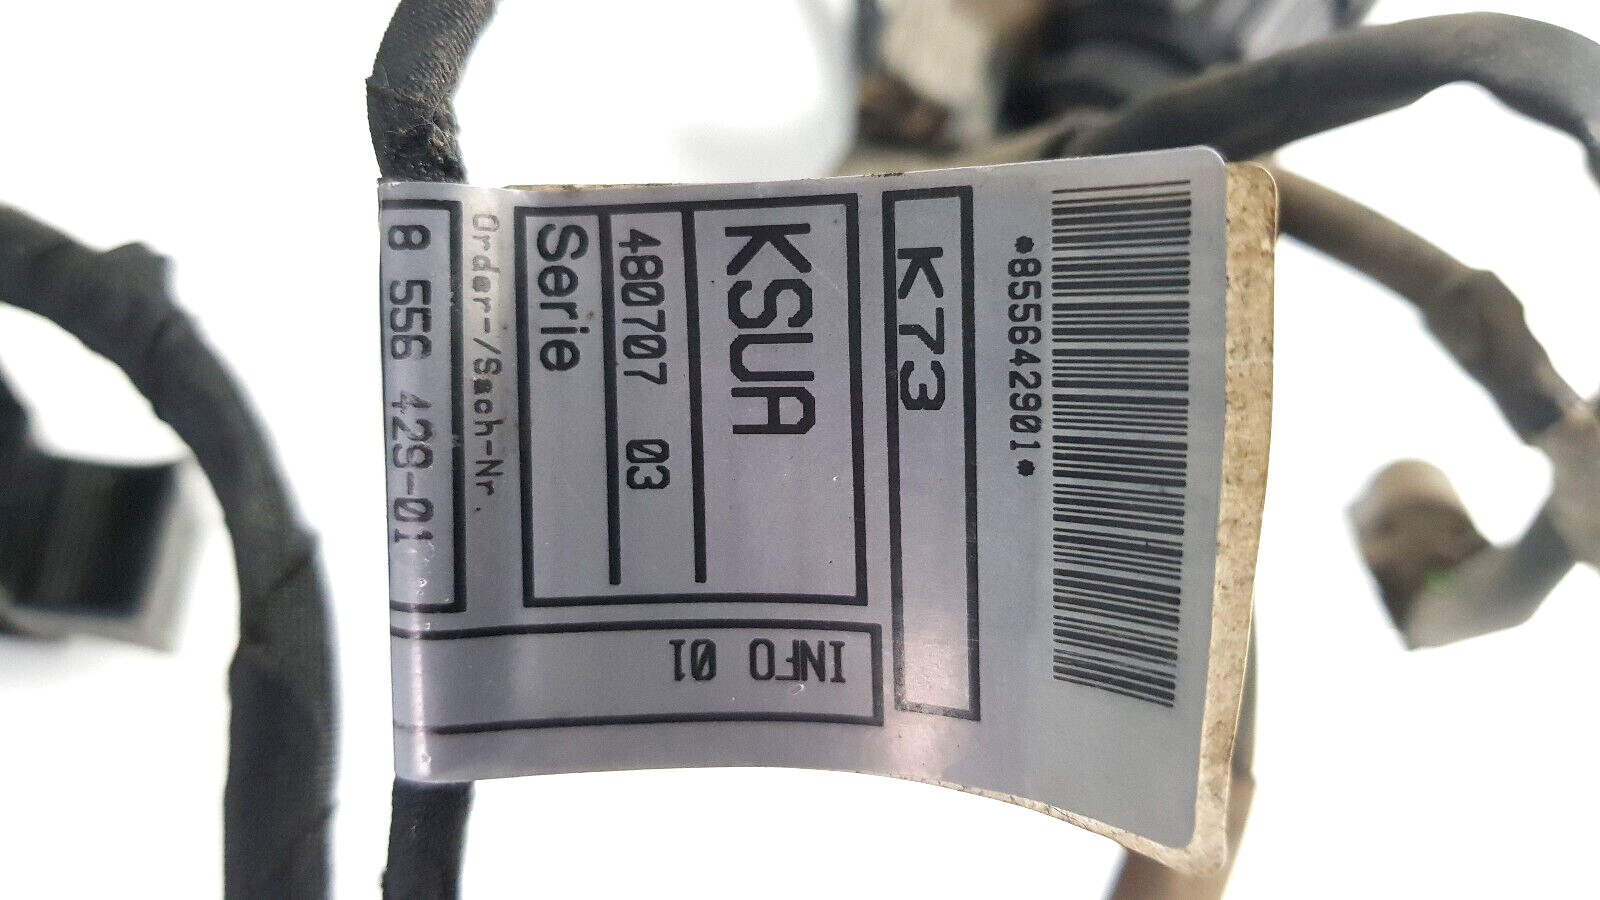 *855642901*
K73
KSUA
480707 03
Serie
Order-/Sach-Nr.
8 556 429-01
INFO 01